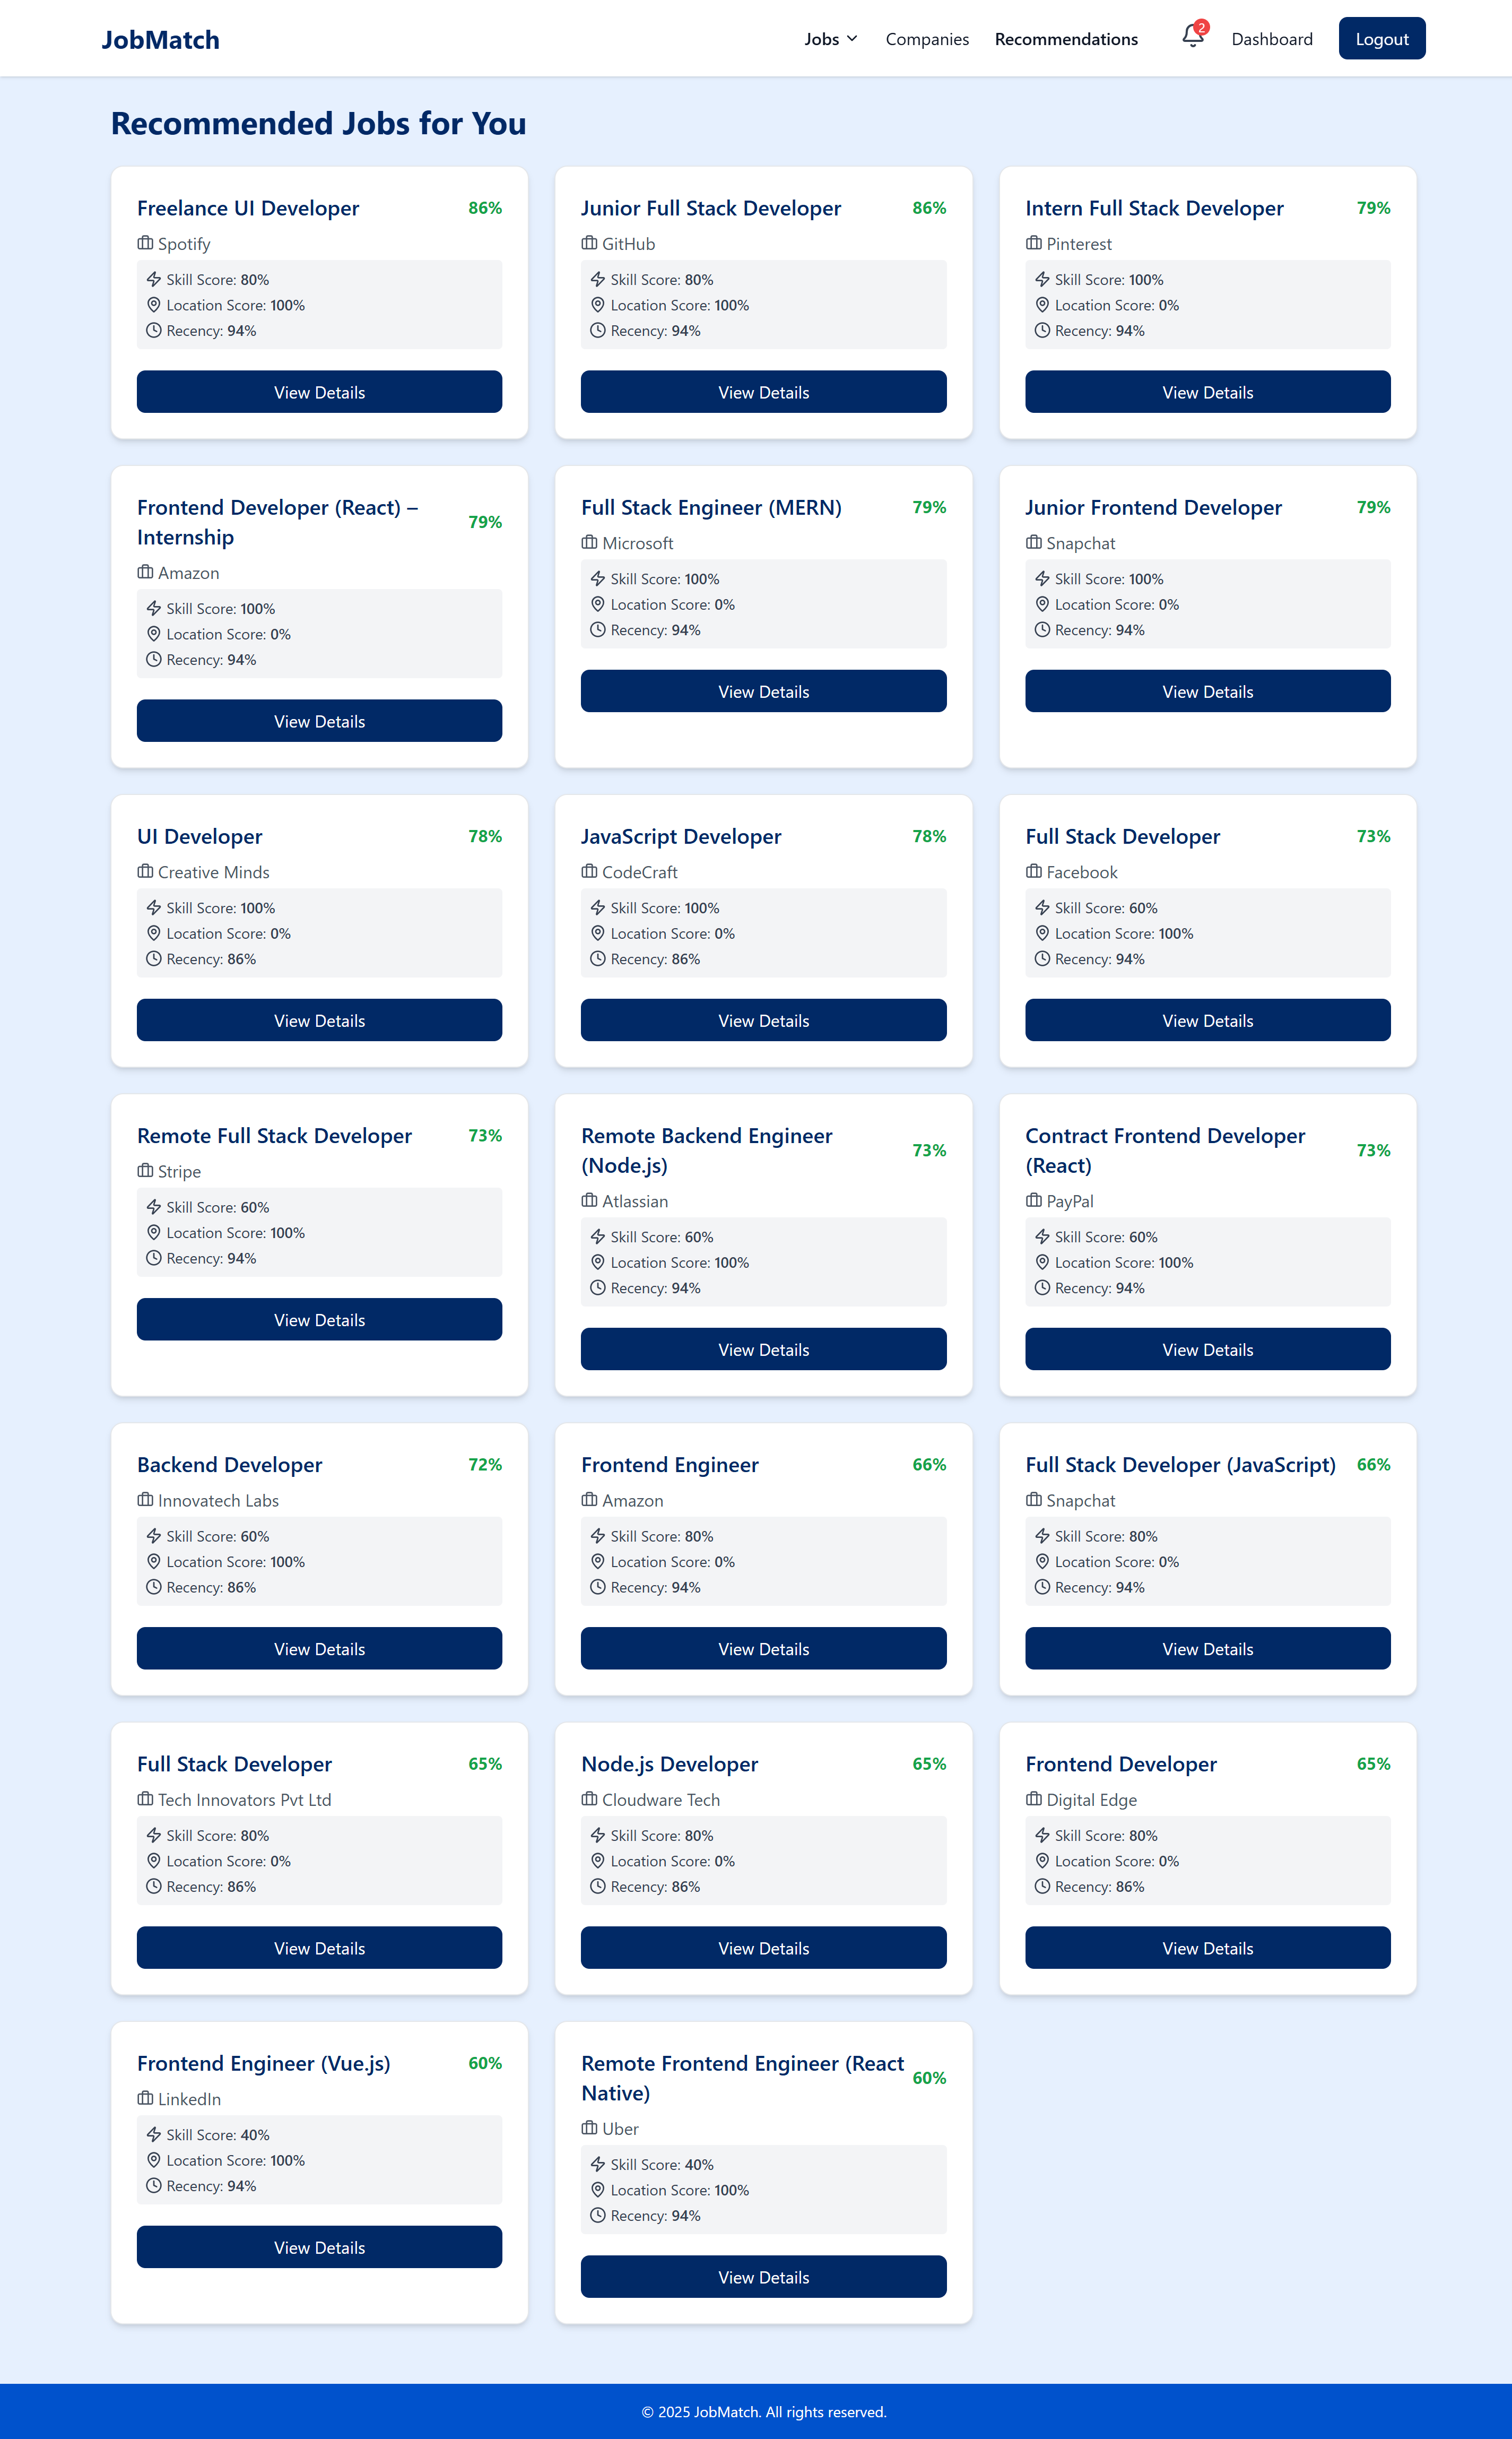 JobMatch
Jobs
Companies
Recommendations
2
Dashboard
Logout
Recommended Jobs for You
Freelance UI Developer
86%
Spotify
Skill Score: 80%
Location Score: 100%
Recency: 94%
View Details
Junior Full Stack Developer
86%
GitHub
Skill Score: 80%
Location Score: 100%
Recency: 94%
View Details
Intern Full Stack Developer
79%
Pinterest
Skill Score: 100%
Location Score: 0%
Recency: 94%
View Details
Frontend Developer (React) –
Internship
79%
Amazon
Skill Score: 100%
Location Score: 0%
Recency: 94%
View Details
Full Stack Engineer (MERN)
79%
Microsoft
Skill Score: 100%
Location Score: 0%
Recency: 94%
View Details
Junior Frontend Developer
79%
Snapchat
Skill Score: 100%
Location Score: 0%
Recency: 94%
View Details
UI Developer
78%
Creative Minds
Skill Score: 100%
Location Score: 0%
Recency: 86%
View Details
JavaScript Developer
78%
CodeCraft
Skill Score: 100%
Location Score: 0%
Recency: 86%
View Details
Full Stack Developer
73%
Facebook
Skill Score: 60%
Location Score: 100%
Recency: 94%
View Details
Remote Full Stack Developer
73%
Stripe
Skill Score: 60%
Location Score: 100%
Recency: 94%
View Details
Remote Backend Engineer
(Node.js)
73%
Atlassian
Skill Score: 60%
Location Score: 100%
Recency: 94%
View Details
Contract Frontend Developer
(React)
73%
PayPal
Skill Score: 60%
Location Score: 100%
Recency: 94%
View Details
Backend Developer
72%
Innovatech Labs
Skill Score: 60%
Location Score: 100%
Recency: 86%
View Details
Frontend Engineer
66%
Amazon
Skill Score: 80%
Location Score: 0%
Recency: 94%
View Details
Full Stack Developer (JavaScript)
66%
Snapchat
Skill Score: 80%
Location Score: 0%
Recency: 94%
View Details
Full Stack Developer
65%
Tech Innovators Pvt Ltd
Skill Score: 80%
Location Score: 0%
Recency: 86%
View Details
Node.js Developer
65%
Cloudware Tech
Skill Score: 80%
Location Score: 0%
Recency: 86%
View Details
Frontend Developer
65%
Digital Edge
Skill Score: 80%
Location Score: 0%
Recency: 86%
View Details
Frontend Engineer (Vue.js)
60%
LinkedIn
Skill Score: 40%
Location Score: 100%
Recency: 94%
View Details
Remote Frontend Engineer (React
Native)
60%
Uber
Skill Score: 40%
Location Score: 100%
Recency: 94%
View Details
© 2025 JobMatch. All rights reserved.